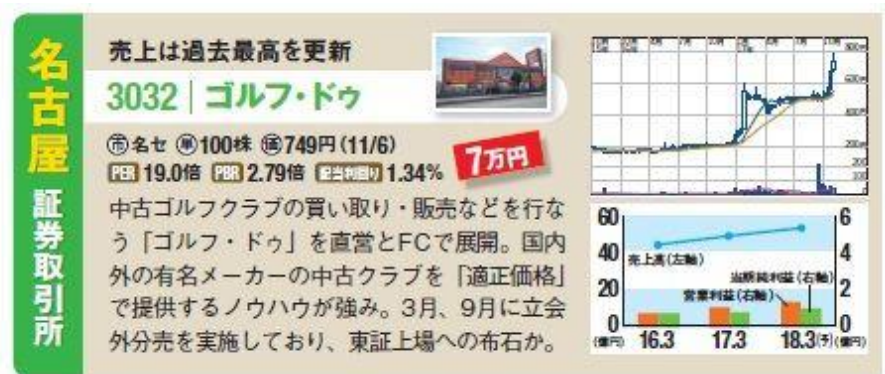 名古屋
証券取引所
売上は過去最高を更新
3032 | ゴルフ・ドゥ
市名セ 単100株 価749円(11/6)
PER 19.0倍 PBR 2.79倍 配当利回り 1.34%
7万円
中古ゴルフクラブの買い取り・販売などを行な
う「ゴルフ・ドゥ」を直営とFCで展開。国内
外の有名メーカーの中古クラブを「適正価格」
で提供するノウハウが強み。3月、9月に立会
外分売を実施しており、東証上場への布石か。
60
40
20
0
(億円)
売上高(左軸)
当期純利益(右軸)
営業利益(右軸)
6
4
2
0
(億円)
16.3 17.3 18.3(予)